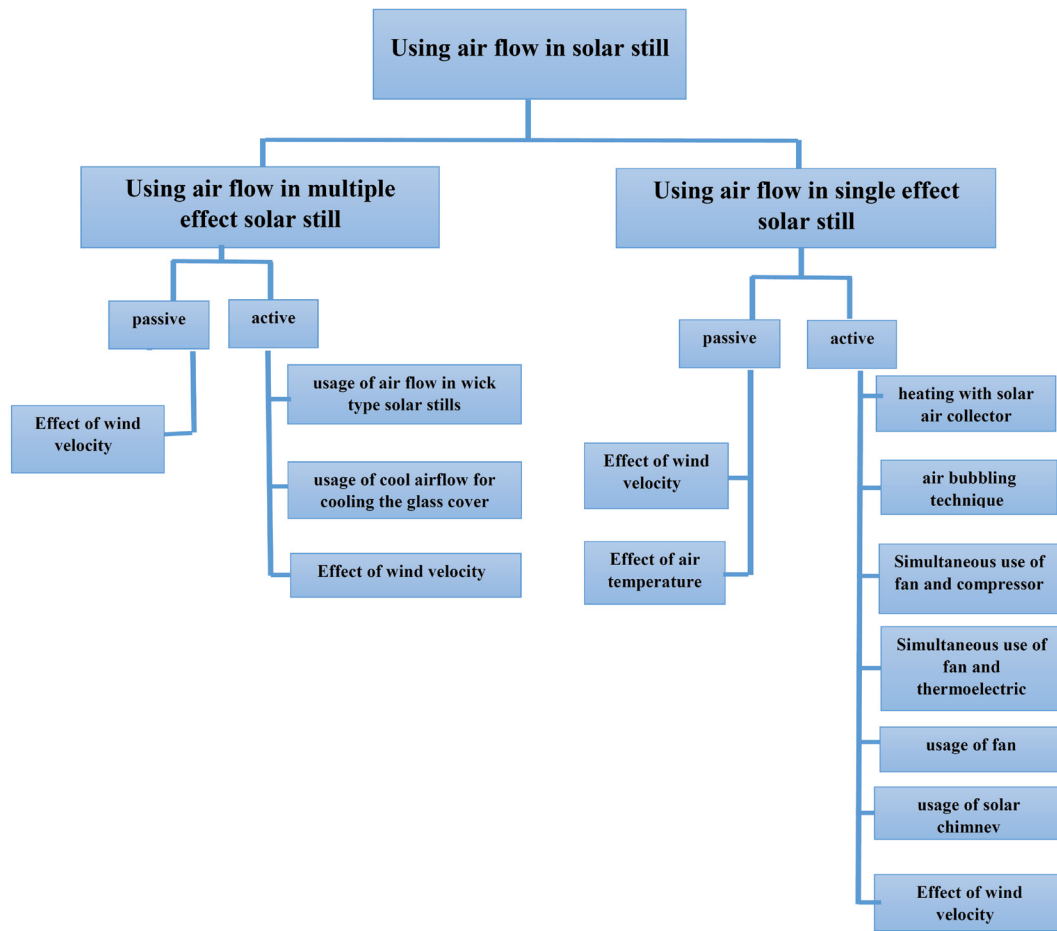 Using air flow in solar
still
Using air flow in multiple
effect solar still
Using air flow in single effect
solar still
passive
active
usage of air flow in wick
type solar stills
Effect of wind
velocity
usage of cool airflow for
cooling the glass cover
Effect of wind velocity
passive
active
heating with solar
air collector
Effect of wind
velocity
air bubbling
technique
Effect of air
temperature
Simultaneous use of
fan and compressor
Simultaneous use of
fan and
thermoelectric
usage of fan
usage of solar
chimnev
Effect of wind
velocity